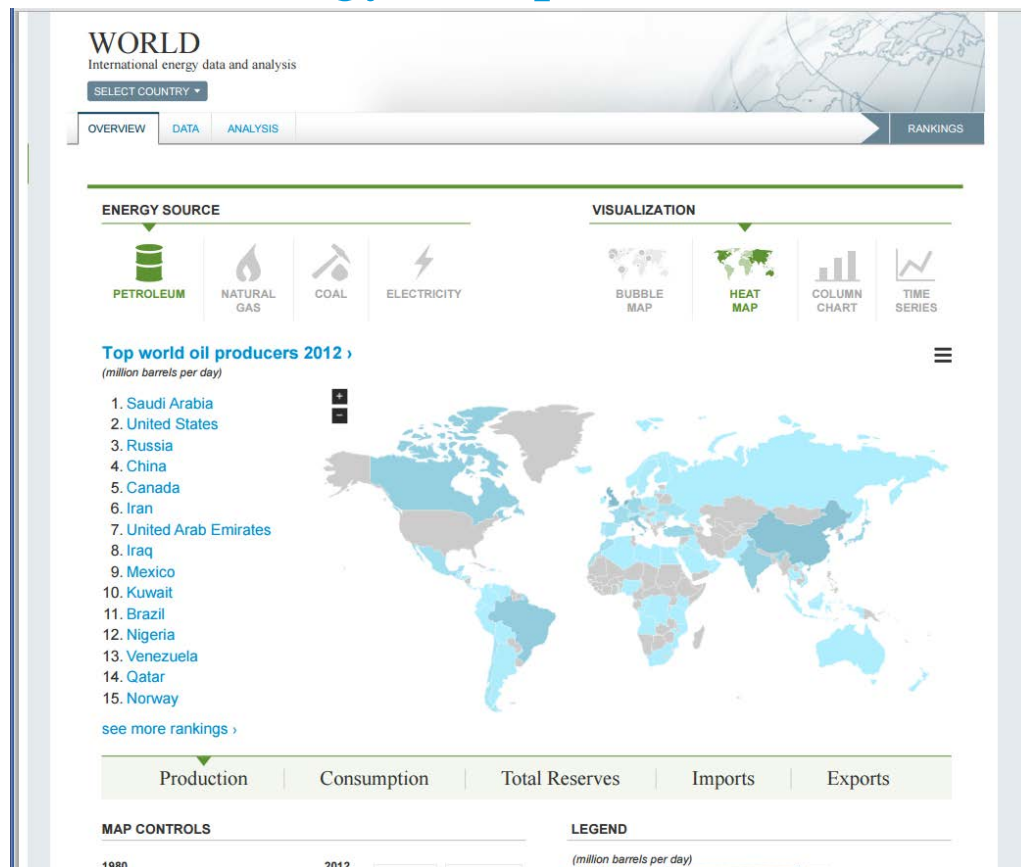 WORLD
International energy data and analysis
SELECT COUNTRY
OVERVIEW DATA ANALYSIS RANKINGS
ENERGY SOURCE VISUALIZATION
PETROLEUM NATURAL GAS COAL ELECTRICITY BUBBLE MAP HEAT MAP COLUMN CHART TIME SERIES
Top world oil producers 2012 ›
(million barrels per day)
+
−
1. Saudi Arabia
2. United States
3. Russia
4. China
5. Canada
6. Iran
7. United Arab Emirates
8. Iraq
9. Mexico
10. Kuwait
11. Brazil
12. Nigeria
13. Venezuela
14. Qatar
15. Norway
see more rankings ›
Production Consumption Total Reserves Imports Exports
MAP CONTROLS LEGEND
1980 2012 (million barrels per day)